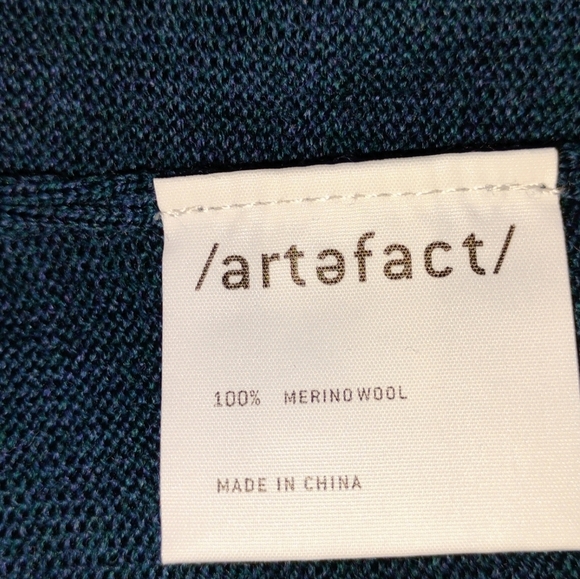 /artəfact/
100% MERINO WOOL
MADE IN CHINA